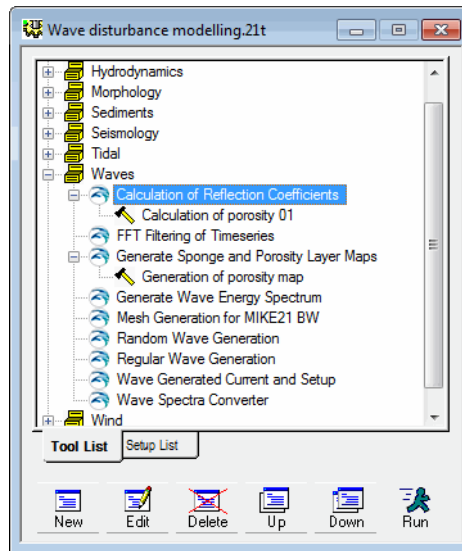 Wave disturbance modelling.21t
Hydrodynamics
Morphology
Sediments
Seismology
Tidal
Waves
Calculation of Reflection Coefficients
Calculation of porosity 01
FFT Filtering of Timeseries
Generate Sponge and Porosity Layer Maps
Generation of porosity map
Generate Wave Energy Spectrum
Mesh Generation for MIKE21 BW
Random Wave Generation
Regular Wave Generation
Wave Generated Current and Setup
Wave Spectra Converter
Wind
Tool List Setup List
New Edit Delete Up Down Run